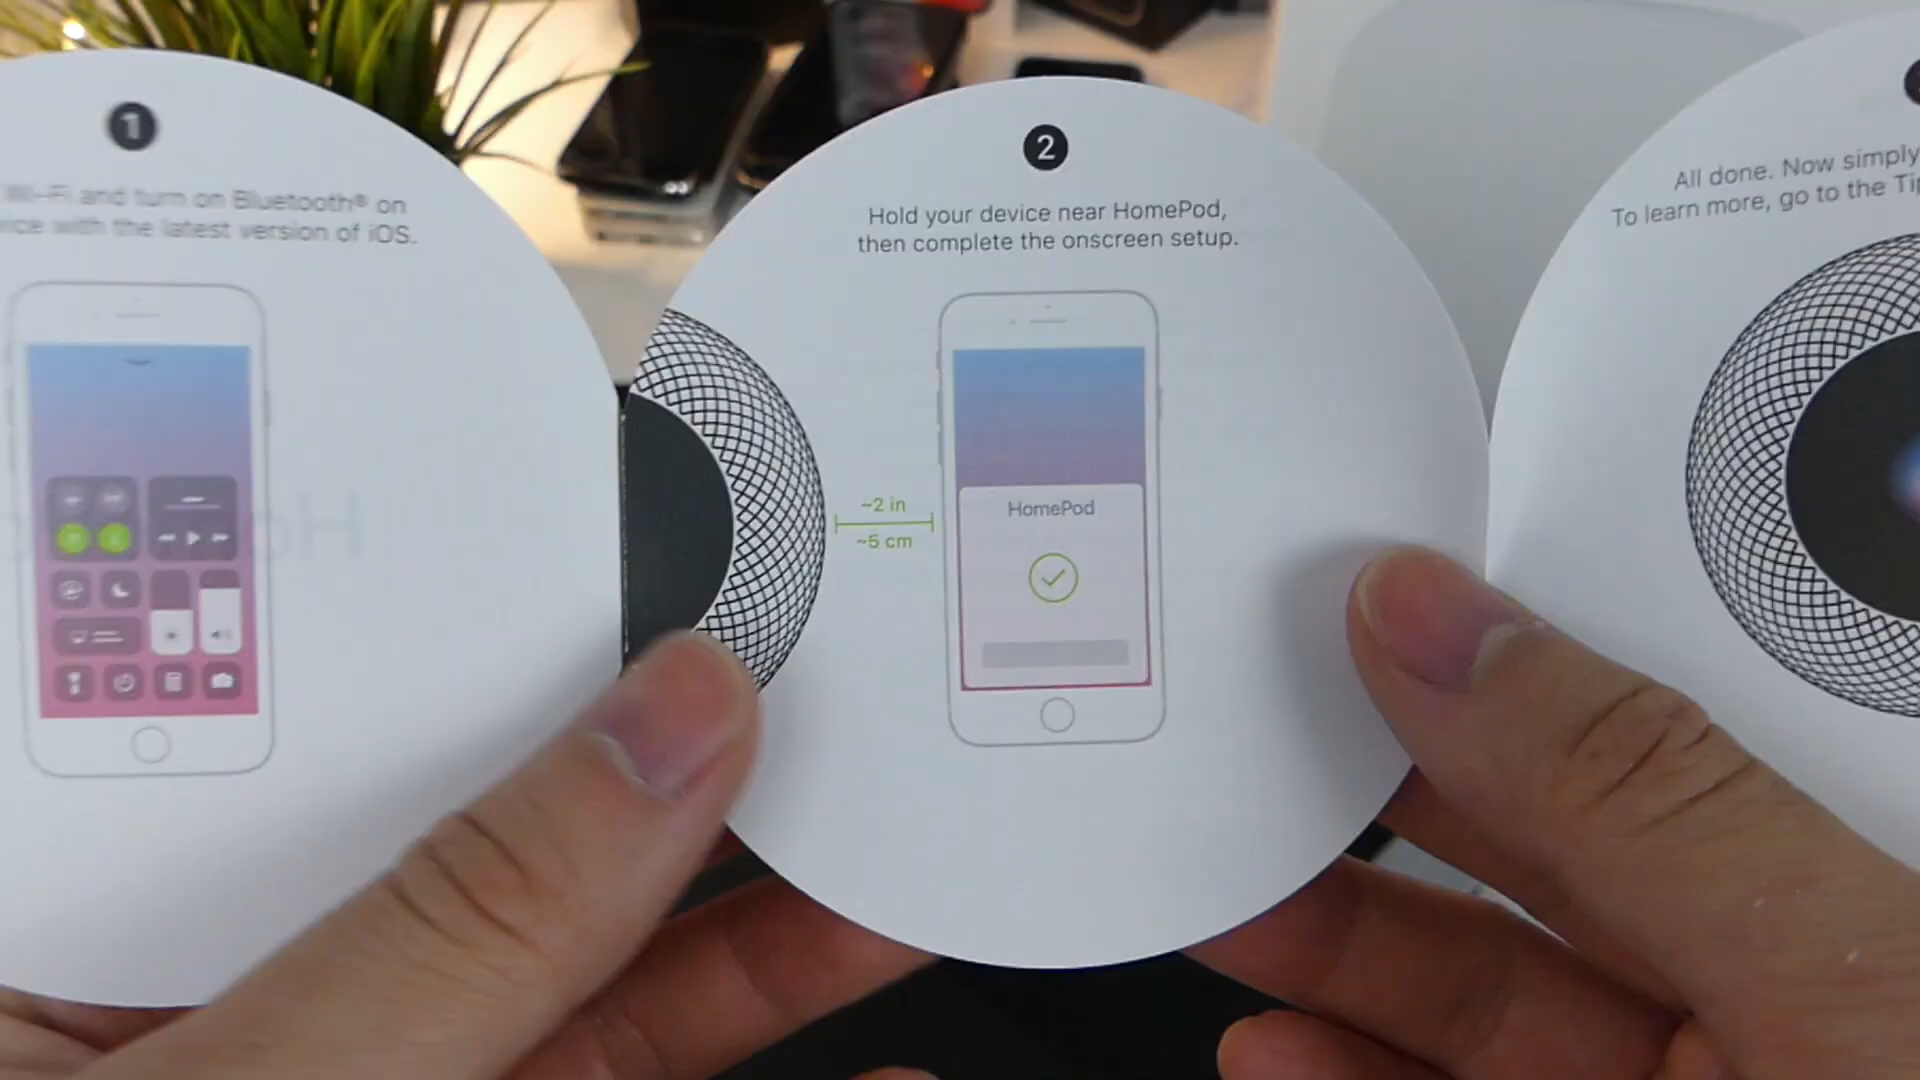 1
Wi-Fi and turn on Bluetooth® on
with the latest version of iOS.
2
Hold your device near HomePod,
then complete the onscreen setup.
~2 in
~5 cm
HomePod
All done. Now simply
To learn more, go to the